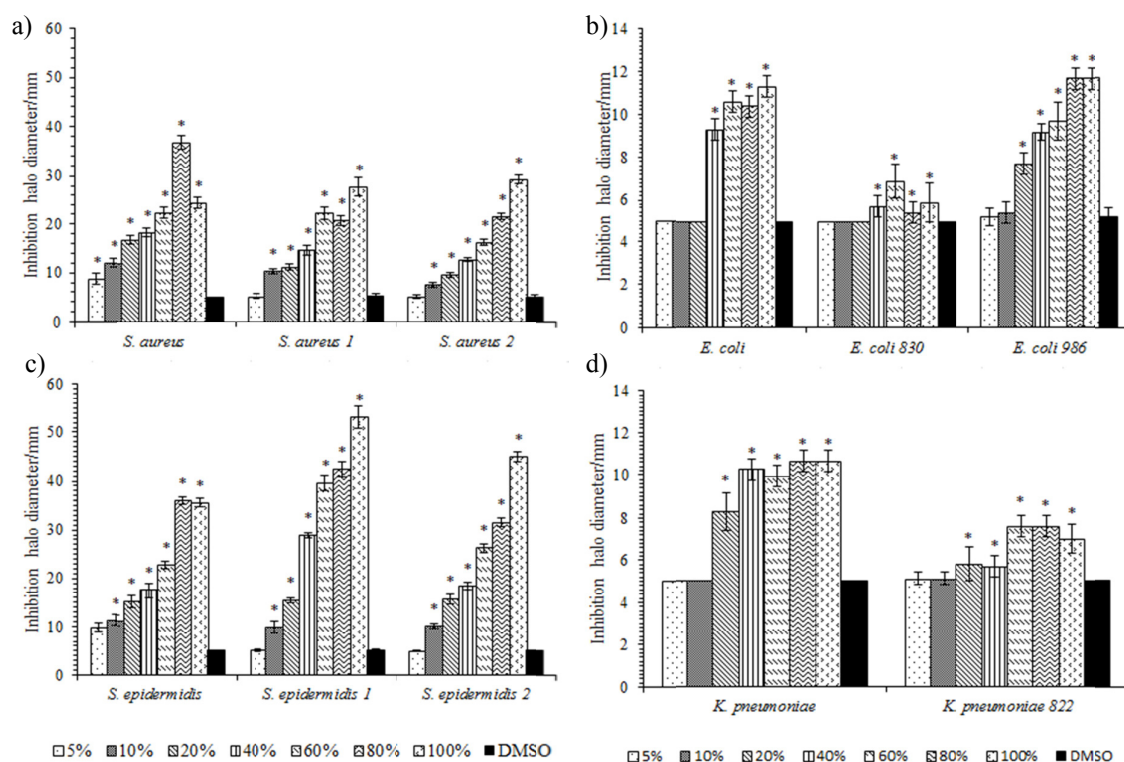 a)
Inhibition halo diameter/mm
60
50
40
30
20
10
0
* * * * * * *
* * * * * *
* * * * * *
S. aureus S. aureus 1 S. aureus 2
b)
Inhibition halo diameter/mm
14
12
10
8
6
4
2
0
* * * *
* * * *
* * * * *
E. coli E. coli 830 E. coli 986
c)
Inhibition halo diameter/mm
60
50
40
30
20
10
0
* * * * * *
* * * * * *
* * * * * *
S. epidermidis S. epidermidis 1 S. epidermidis 2
5% 10% 20% 40% 60% 80% 100% DMSO
d)
Inhibition halo diameter/mm
14
12
10
8
6
4
2
0
* * * * *
* * * * *
K. pneumoniae K. pneumoniae 822
5% 10% 20% 40% 60% 80% 100% DMSO